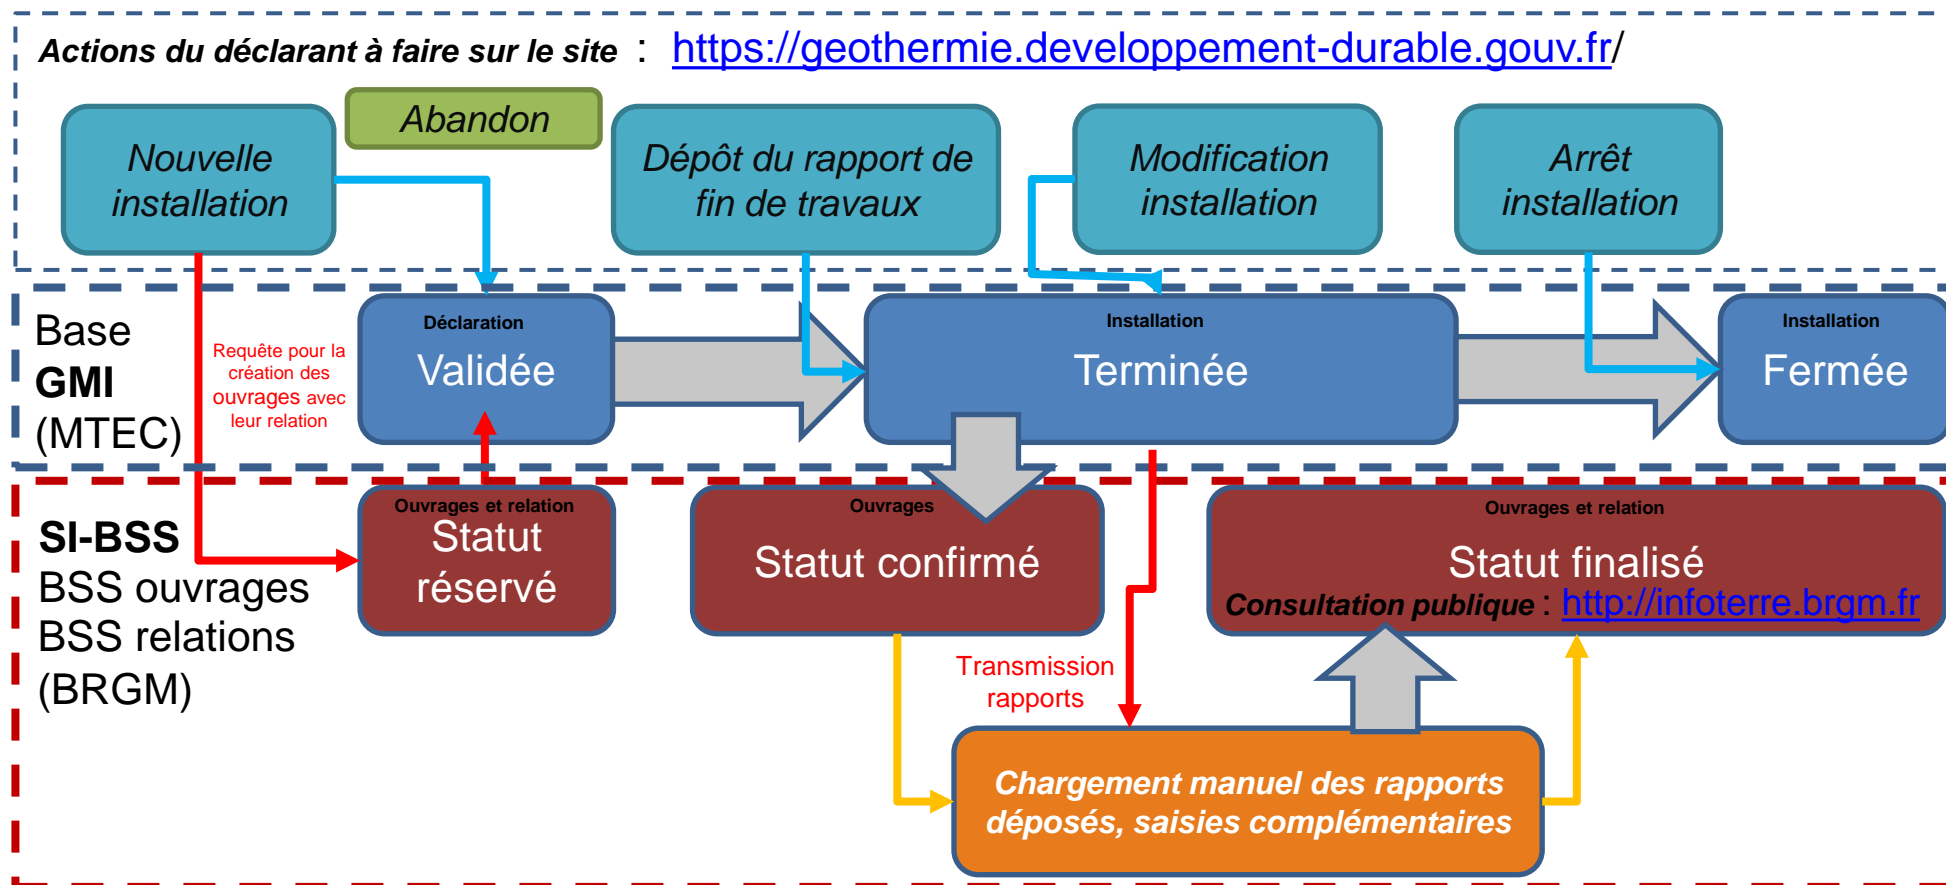 Actions du déclarant à faire sur le site : https://geothermie.developpement-durable.gouv.fr/
Nouvelle
installation
Abandon
Dépôt du rapport de
fin de travaux
Modification
installation
Arrêt
installation
Base
GMI
(MTEC)
Requête pour la
création des
ouvrages avec
leur relation
Déclaration
Validée
Installation
Terminée
Installation
Fermée
SI-BSS
BSS ouvrages
BSS relations
(BRGM)
Ouvrages et relation
Statut
réservé
Ouvrages
Statut confirmé
Ouvrages et relation
Statut finalisé
Consultation publique : http://infoterre.brgm.fr
Transmission
rapports
Chargement manuel des rapports
déposés, saisies complémentaires